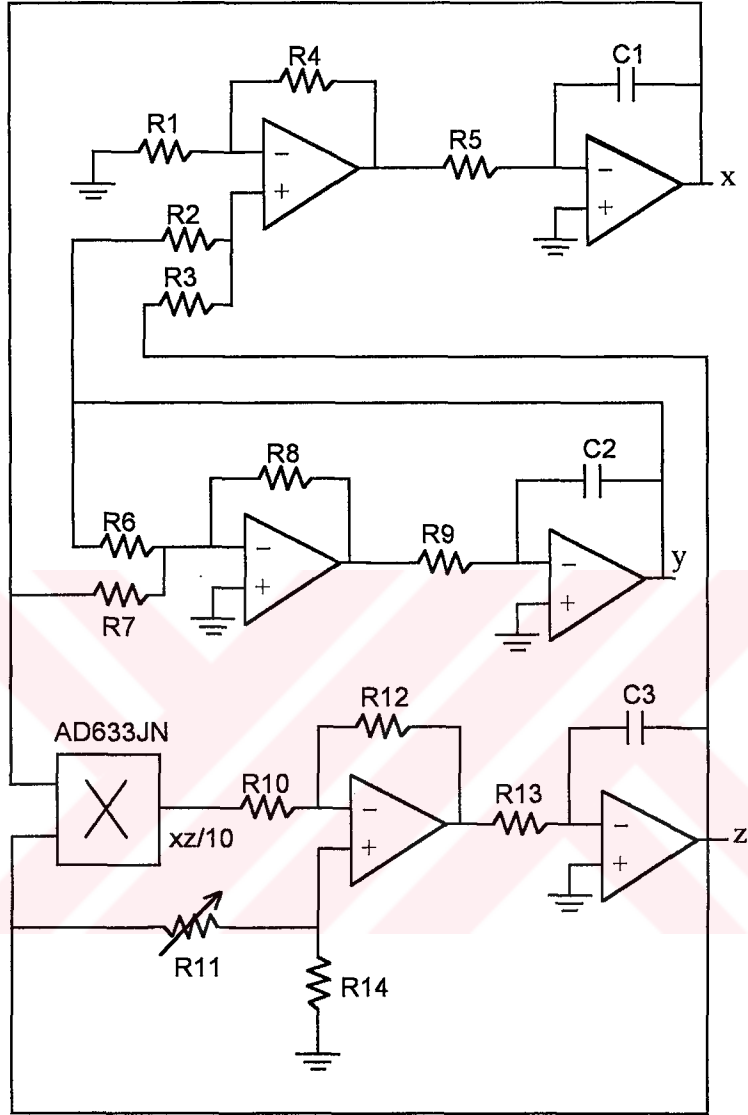 C1
R4
R1
R5
−
+
−
+
x
R2
R3
C2
R8
R6
R9
−
+
−
+
y
R7
C3
R12
AD633JN
R10
R13
xz/10
−
+
−
+
z
R11
R14